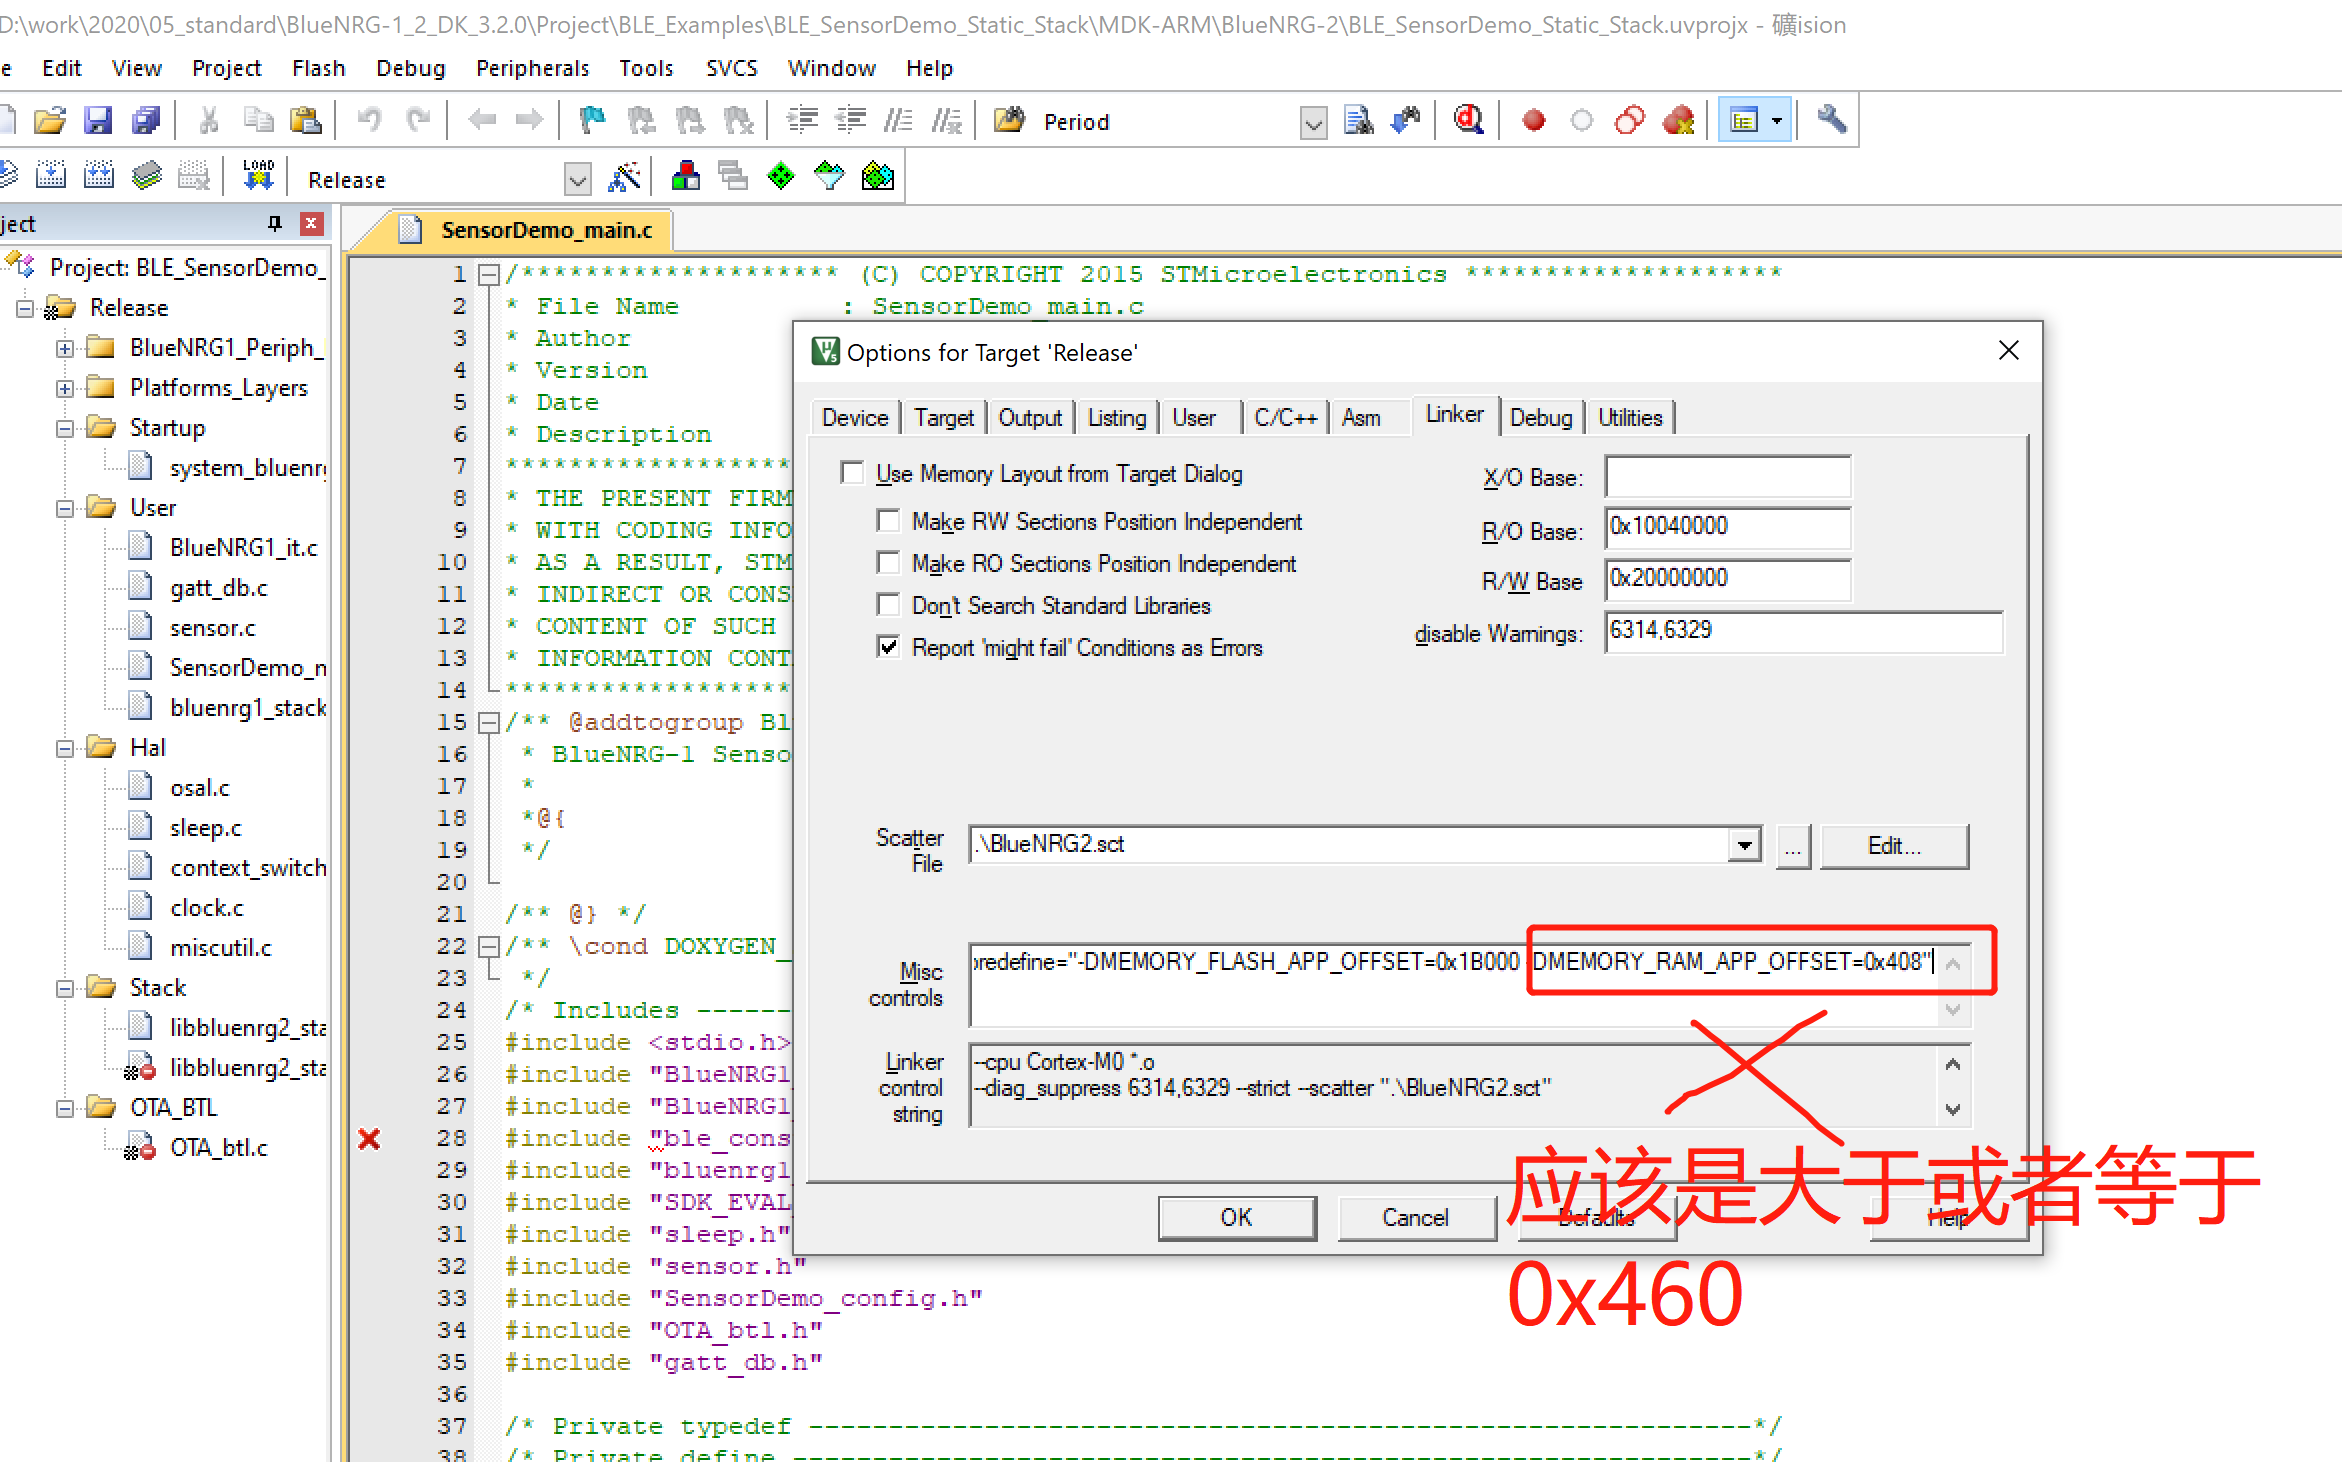 D:\work\2020\05_standard\BlueNRG-1_2_DK_3.2.0\Project\BLE_Examples\BLE_SensorDemo_Static_Stack\MDK-ARM\BlueNRG-2\BLE_SensorDemo_Static_Stack.uvprojx - 礦ision
e Edit View Project Flash Debug Peripherals Tools SVCS Window Help
Period
LOAD
Release
ject
SensorDemo_main.c
Project: BLE_SensorDemo_
Release
BlueNRG1_Periph_
Platforms_Layers
Startup
system_bluenrg
User
BlueNRG1_it.c
gatt_db.c
sensor.c
SensorDemo_m
bluenrg1_stack
Hal
osal.c
sleep.c
context_switch
clock.c
miscutil.c
Stack
libbluenrg2_sta
libbluenrg2_sta
OTA_BTL
OTA_btl.c
1 /******************** (C) COPYRIGHT 2015 STMicroelectronics ********************
2 * File Name : SensorDemo_main.c
3 * Author
4 * Version
5 * Date
6 * Description
7 ******************
8 * THE PRESENT FIRM
9 * WITH CODING INFO
10 * AS A RESULT, STM
11 * INDIRECT OR CONS
12 * CONTENT OF SUCH
13 * INFORMATION CONT
14 ******************
15 /** @addtogroup Bl
16 * BlueNRG-1 Senso
17 *
18 *@{
19 */
20
21 /** @} */
22 /** \cond DOXYGEN_
23 */
24 /* Includes ------
25 #include <stdio.h>
26 #include "BlueNRG1
27 #include "BlueNRG1
28 #include "ble_cons
29 #include "bluenrg1
30 #include "SDK_EVAL
31 #include "sleep.h"
32 #include "sensor.h"
33 #include "SensorDemo_config.h"
34 #include "OTA_btl.h"
35 #include "gatt_db.h"
36
37 /* Private typedef -----------------------------------------------------------*/
38 /* Private define ------------------------------------------------------------*/
Options for Target 'Release'
Device Target Output Listing User C/C++ Asm Linker Debug Utilities
Use Memory Layout from Target Dialog
Make RW Sections Position Independent
Make RO Sections Position Independent
Don't Search Standard Libraries
Report 'might fail' Conditions as Errors
X/O Base:
R/O Base: 0x10040000
R/W Base 0x20000000
disable Warnings: 6314,6329
Scatter File .\BlueNRG2.sct ... Edit...
Misc controls predefine="-DMEMORY_FLASH_APP_OFFSET=0x1B000 -DMEMORY_RAM_APP_OFFSET=0x408"
Linker control string --cpu Cortex-M0 *.o
--diag_suppress 6314,6329 --strict --scatter ".\BlueNRG2.sct"
OK Cancel Defaults Help
应该是大于或者等于
0x460